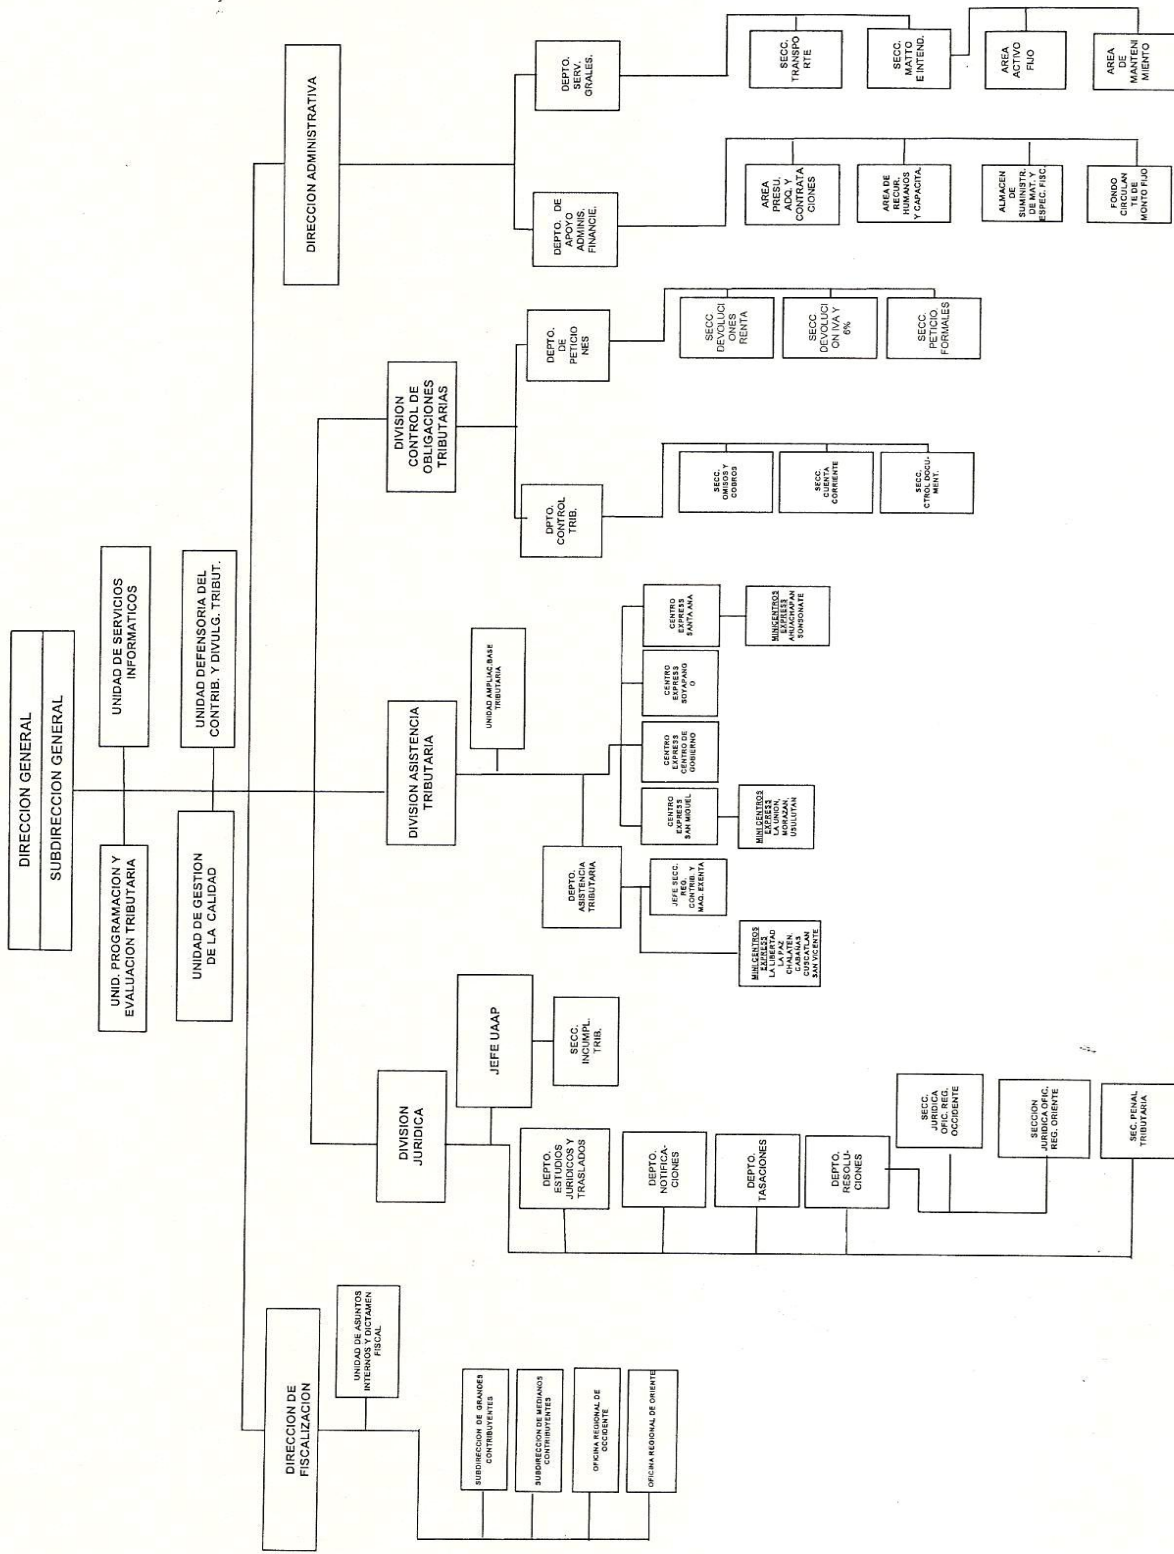 DIRECCION GENERAL
SUBDIRECCION GENERAL
UNID. PROGRAMACION Y
EVALUACION TRIBUTARIA
UNIDAD DE SERVICIOS
INFORMATICOS
UNIDAD DE GESTION
DE LA CALIDAD
UNIDAD DEFENSORIA DEL
CONTRIB. Y DIVULG. TRIBUT.
DIRECCION DE
FISCALIZACION
UNIDAD DE ASUNTOS
INTERNOS Y DICTAMEN
FISCAL
SUBDIRECCION DE GRANDES
CONTRIBUYENTES
SUBDIRECCION DE MEDIANOS
CONTRIBUYENTES
OFICINA REGIONAL DE
OCCIDENTE
OFICINA REGIONAL DE ORIENTE
DIVISION
JURIDICA
JEFE UAAP
SECC.
INCUMPL.
TRIB.
DEPTO.
ESTUDIOS
JURIDICOS Y
TRASLADOS
DEPTO.
NOTIFICA-
CIONES
DEPTO.
TASACIONES
DEPTO.
RESOLU-
CIONES
SECC.
JURIDICA
OFIC. REG.
OCCIDENTE
SECCION
JURIDICA OFIC.
REG. ORIENTE
SEC. PENAL
TRIBUTARIA
DIVISION ASISTENCIA
TRIBUTARIA
UNIDAD AMPLIAC.BASE
TRIBUTARIA
DEPTO.
ASISTENCIA
TRIBUTARIA
JEFE SECC.
REG.
CONTRIB. Y
MAQ. EXENTA
MINI CENTROS
EXPRESS
LA LIBERTAD
LA PAZ
CHALATEN.
CABAÑAS
CUSCATLAN
SAN VICENTE
CENTRO
EXPRESS
SAN MIGUEL
MINI CENTROS
EXPRESS
LA UNION,
MORAZAN,
USULUTAN
CENTRO
EXPRESS
CENTRO DE
GOBIERNO
CENTRO
EXPRESS
SOYAPANG
O
CENTRO
EXPRESS
SANTA ANA
MINICENTROS
EXPRESS
AHUACHAPAN
SONSONATE
DIVISION
CONTROL DE
OBLIGACIONES
TRIBUTARIAS
DPTO.
CONTROL
TRIB.
SECC.
OMISOS Y
COBROS
SECC.
CUENTA
CORRIENTE
SECC.
CTROL DOCU-
MENT.
DEPTO.
DE
PETICIO
NES
SECC.
DEVOLUCI
ONES
RENTA
SECC.
DEVOLUCI
ON IVA Y
6%
SECC.
PETICIO.
FORMALES
DIRECCION ADMINISTRATIVA
DEPTO. DE
APOYO
ADMINIS.
FINANCIE.
AREA
PRESU.
ADQ. Y
CONTRATA
CIONES
AREA DE
RECUR.
HUMANOS
Y CAPACITA.
ALMACEN
DE
SUMINISTR.
DE MAT. Y
ESPEC. FISC.
FONDO
CIRCULAN
TE DE
MONTO FIJO
DEPTO.
SERV.
GRALES.
SECC.
TRANSPO
RTE
SECC.
MATTO
E INTEND.
AREA
ACTIVO
FIJO
AREA
DE
MANTENI
MIENTO